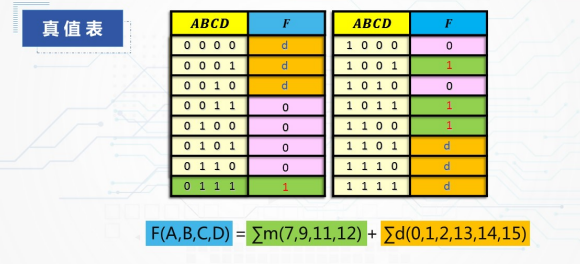 真值表
ABCD F ABCD F
0 0 0 0 d 1 0 0 0 0
0 0 0 1 d 1 0 0 1 1
0 0 1 0 d 1 0 1 0 0
0 0 1 1 0 1 0 1 1 1
0 1 0 0 0 1 1 0 0 1
0 1 0 1 0 1 1 0 1 d
0 1 1 0 0 1 1 1 0 d
0 1 1 1 1 1 1 1 1 d
F(A,B,C,D) = ∑m(7,9,11,12) + ∑d(0,1,2,13,14,15)